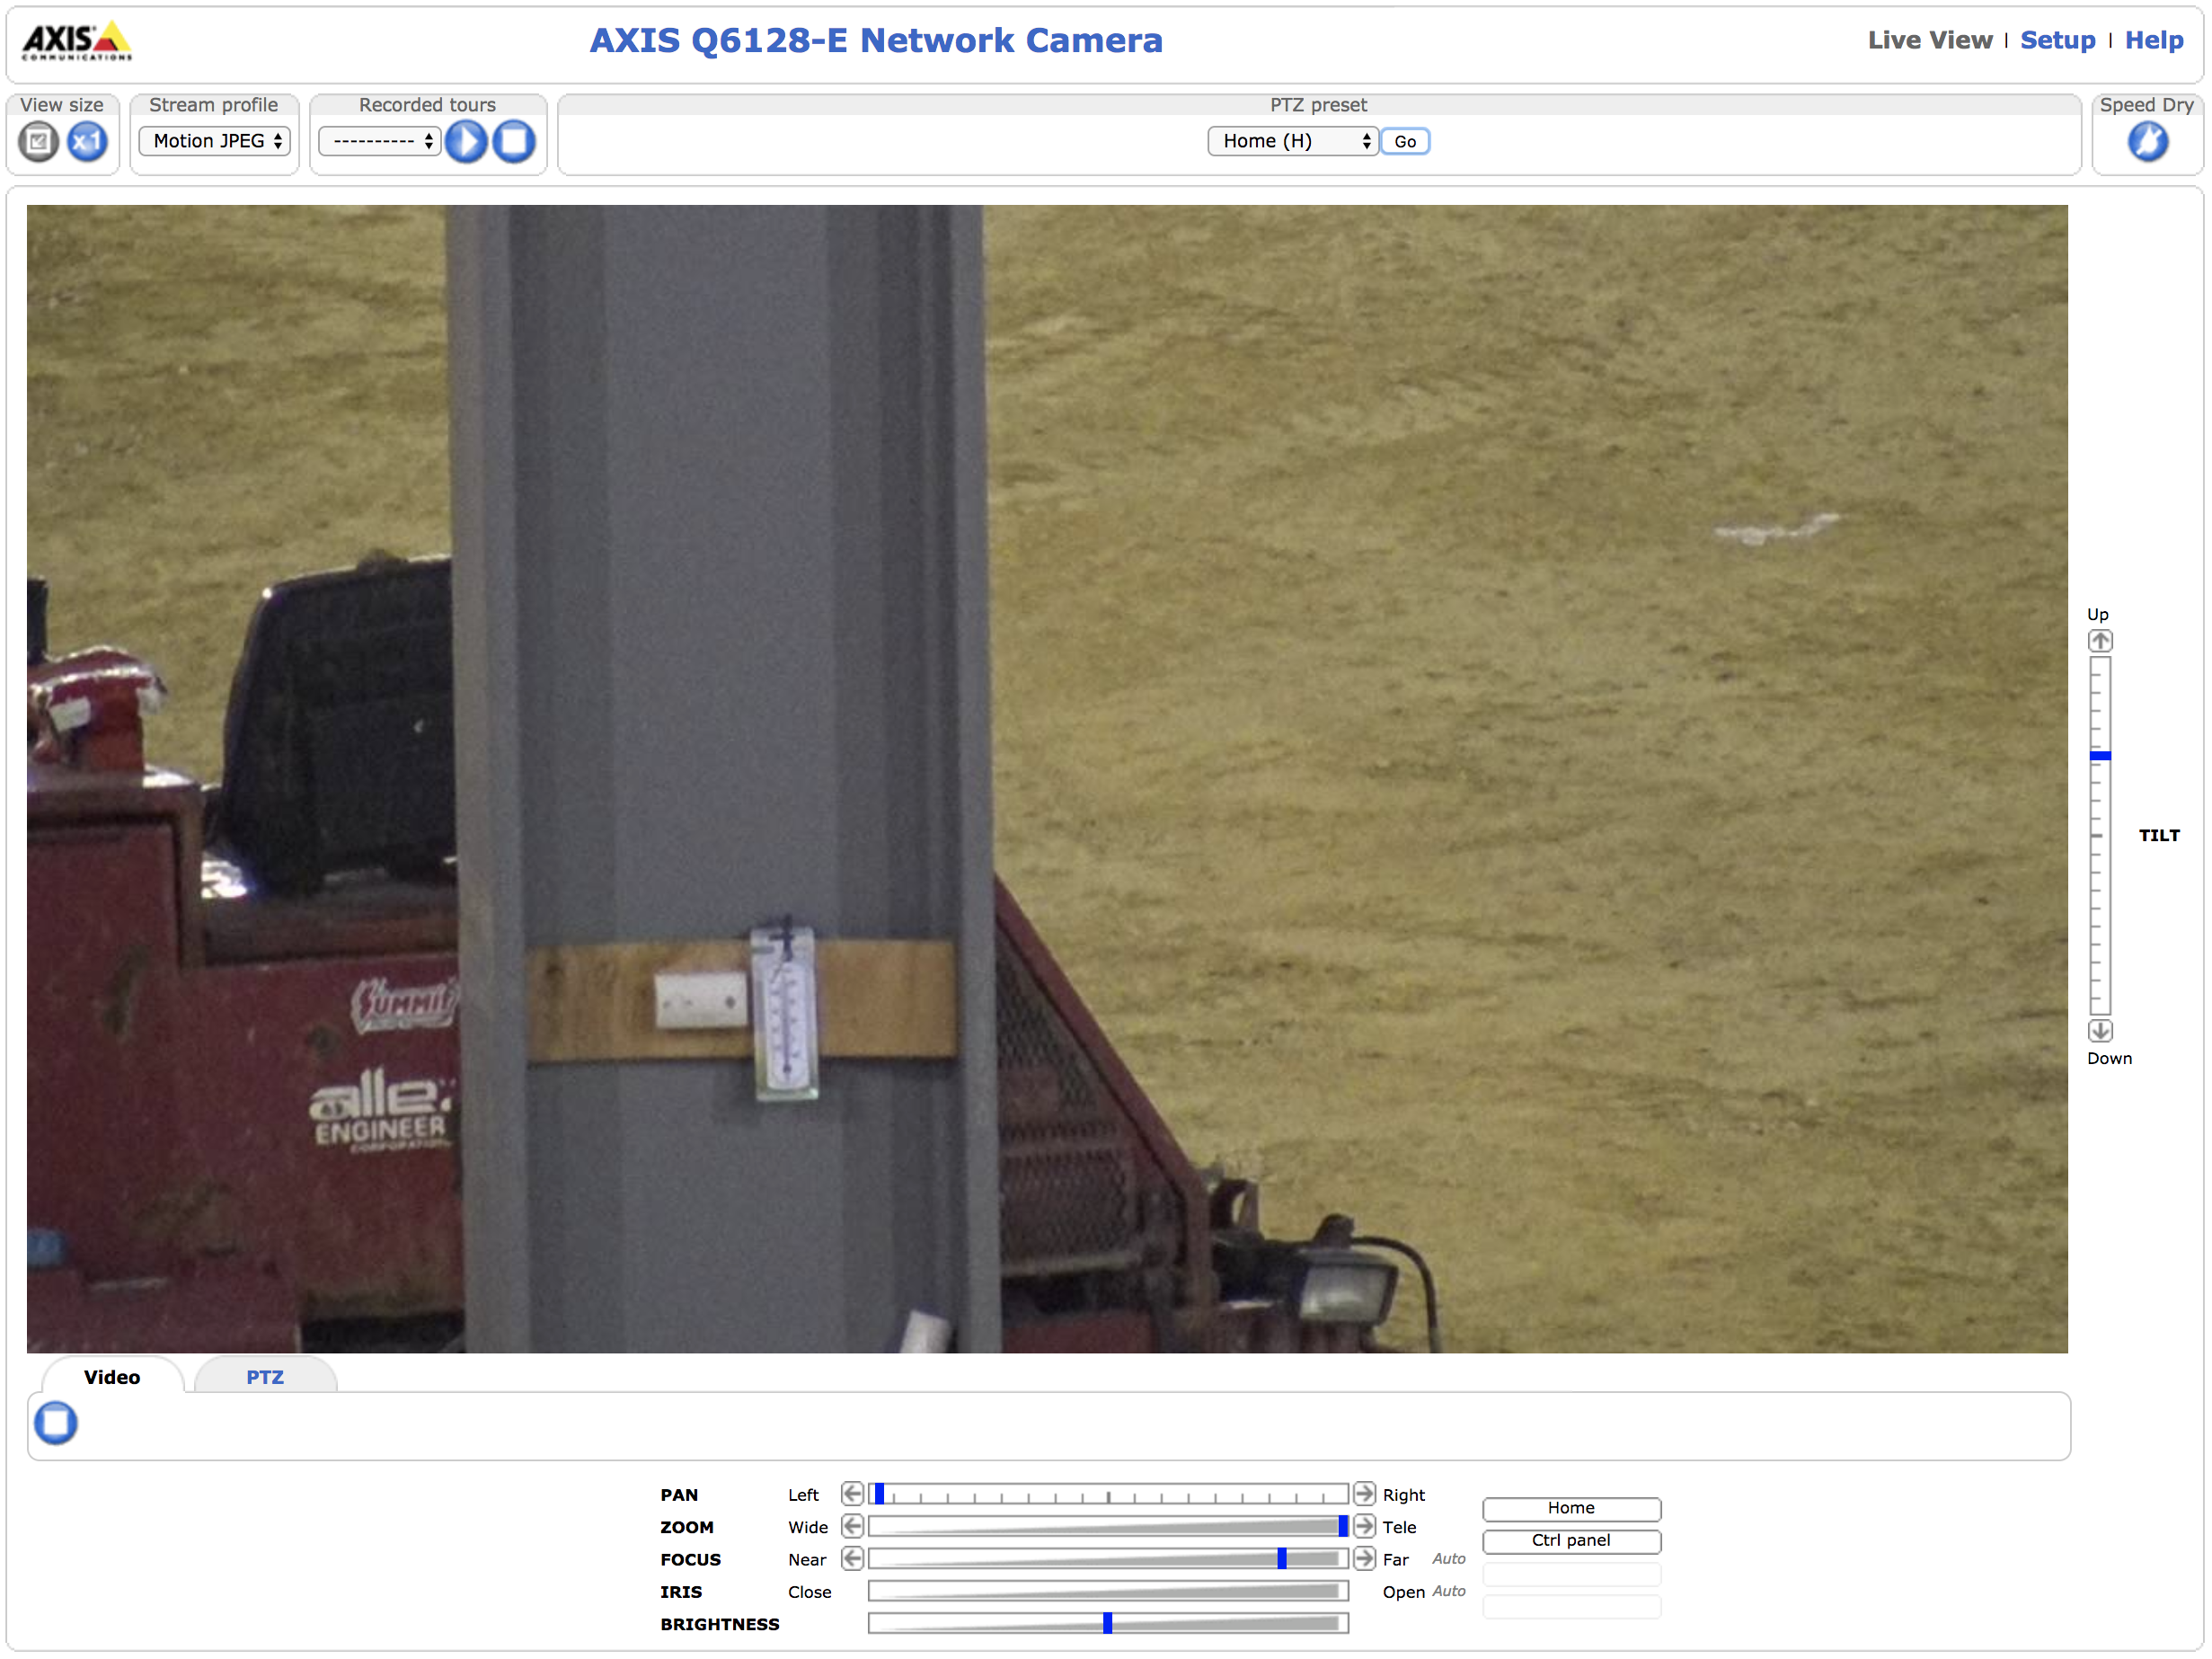 AXIS
COMMUNICATIONS
AXIS Q6128-E Network Camera
Live View | Setup | Help
View size
x1
Stream profile
Motion JPEG
Recorded tours
----------
PTZ preset
Home (H)
Go
Speed Dry
SUMMIT
ENGINEER
CORPORATION
Up
TILT
Down
Video
PTZ
PAN
Left
Right
ZOOM
Wide
Tele
FOCUS
Near
Far
Auto
IRIS
Close
Open
Auto
BRIGHTNESS
Home
Ctrl panel